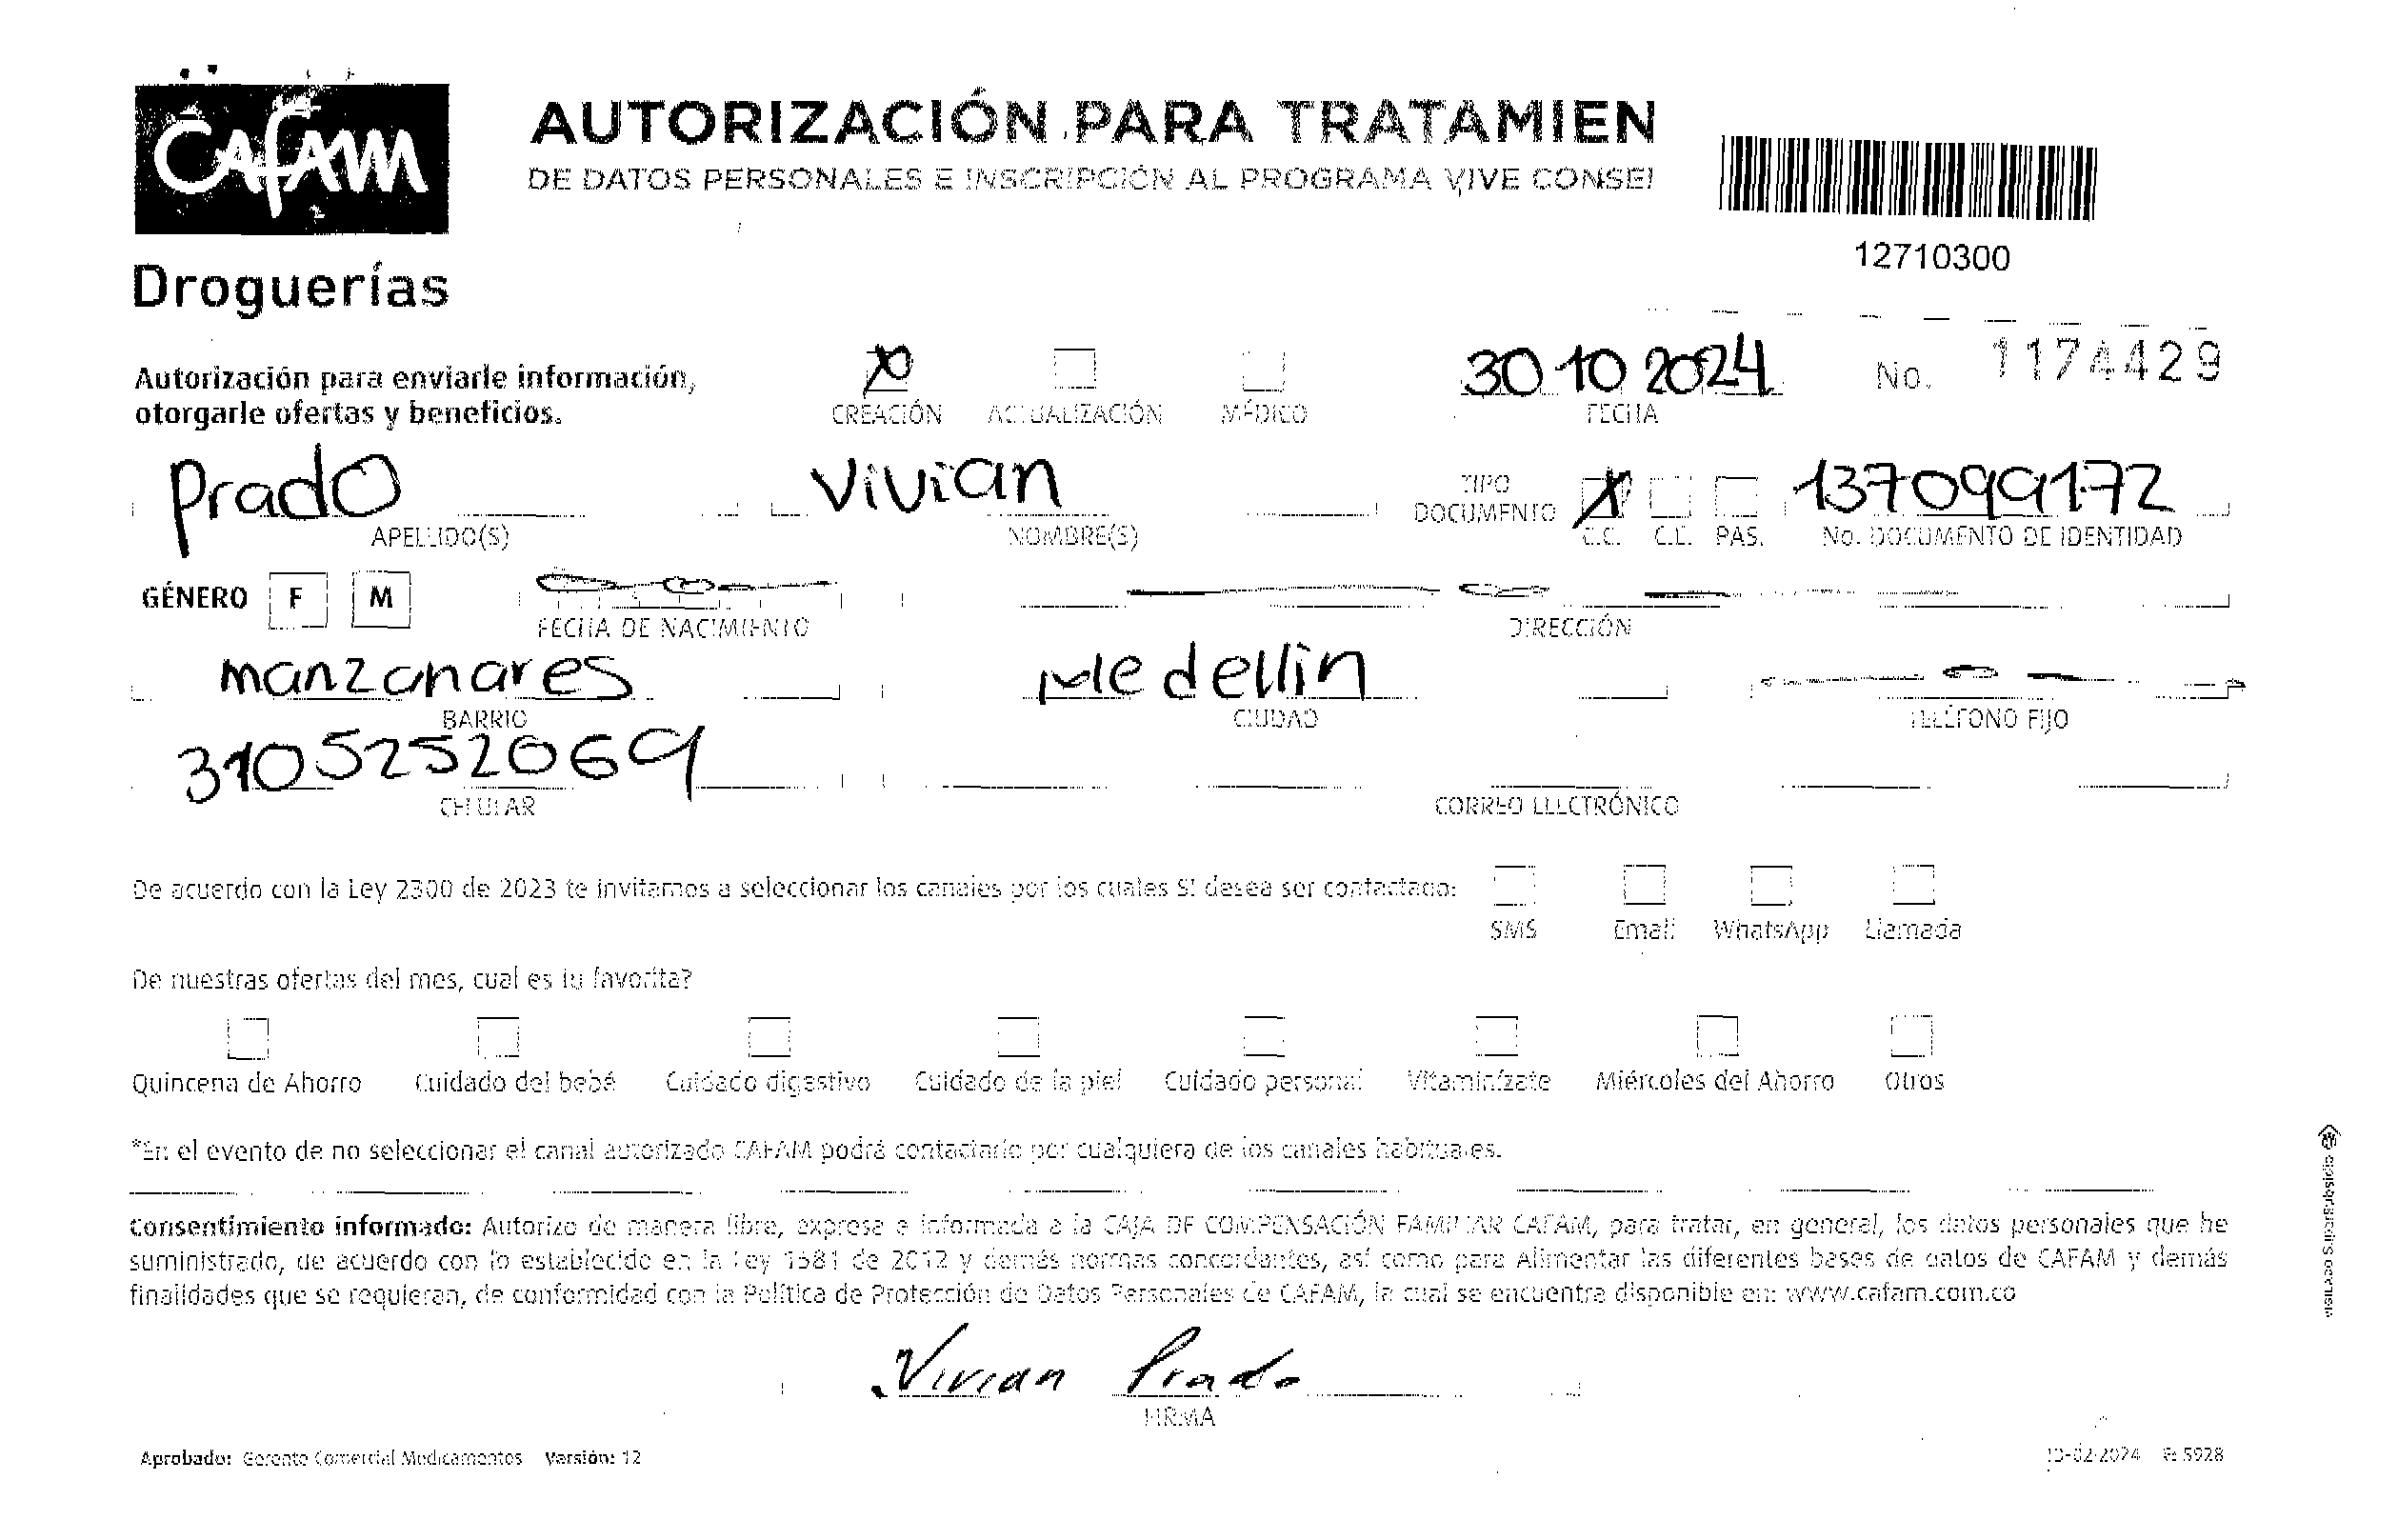 CAFAM
Droguerías
AUTORIZACIÓN PARA TRATAMIEN
DE DATOS PERSONALES E INSCRIPCIÓN AL PROGRAMA VIVE CONSE
12710300
Autorización para enviarle información,
otorgarle ofertas y beneficios.
CREACIÓN ACTUALIZACIÓN MÉDICO
30 10 2024
FECHA
No. 1174429
Prado Vivian
APELLIDO(S) NOMBRE(S)
TIPO
DOCUMENTO
X
C.C. C.E. PAS.
137099172
No. DOCUMENTO DE IDENTIDAD
GÉNERO F M
FECHA DE NACIMIENTO DIRECCIÓN
manzanares Medellin
BARRIO CIUDAD TELÉFONO FIJO
3105252069
CELULAR CORREO ELECTRÓNICO
De acuerdo con la Ley 2300 de 2023 te invitamos a seleccionar los canales por los cuales SI desea ser contactado:
SMS Email WhatsApp Llamada
De nuestras ofertas del mes, cual es tu favorita?
Quincena de Ahorro Cuidado del bebé Cuidado digestivo Cuidado de la piel Cuidado personal Vitamínizate Miércoles del Ahorro Otros
*En el evento de no seleccionar el canal autorizado CAFAM podrá contactarlo por cualquiera de los canales habituales.
Consentimiento informado: Autorizo de manera libre, expresa e informada a la CAJA DE COMPENSACIÓN FAMILIAR CAFAM, para tratar, en general, los datos personales que he
suministrado, de acuerdo con lo establecido en la Ley 1581 de 2012 y demás normas concordantes, así como para Alimentar las diferentes bases de datos de CAFAM y demás
finalidades que se requieran, de conformidad con la Política de Protección de Datos Personales de CAFAM, la cual se encuentra disponible en: www.cafam.com.co
Vivian Prado
FIRMA
Aprobado: Gerente Comercial Medicamentos Versión: 12
5928
VIGILADO SuperSubsidio